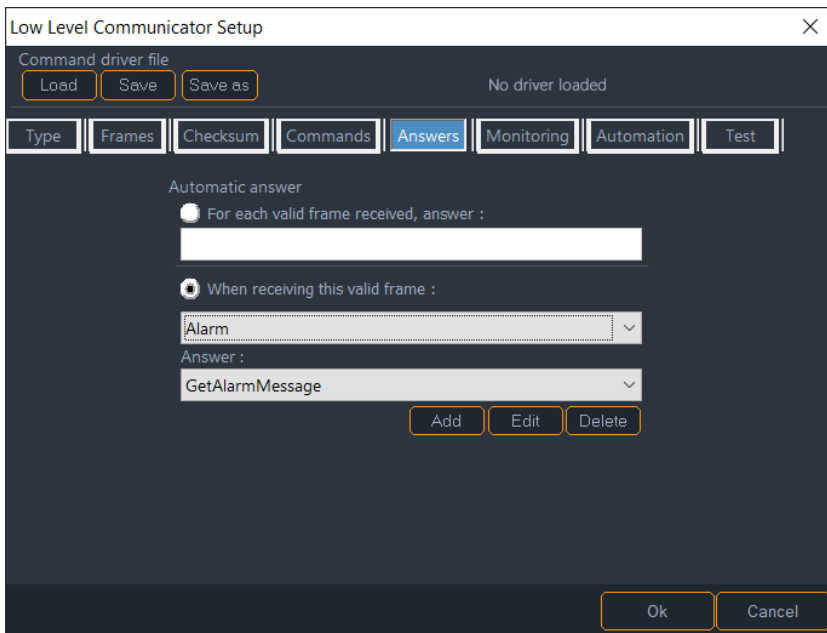 Low Level Communicator Setup
Command driver file
Load Save Save as No driver loaded
Type Frames Checksum Commands Answers Monitoring Automation Test
Automatic answer
For each valid frame received, answer :
When receiving this valid frame :
Alarm
Answer :
GetAlarmMessage
Add Edit Delete
Ok Cancel